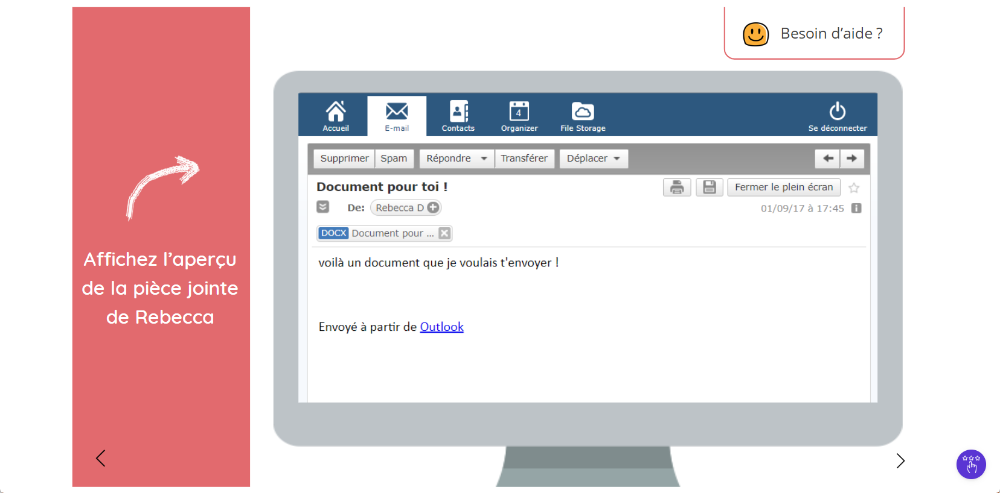 Besoin d’aide ?
Affichez l’aperçu
de la pièce jointe
de Rebecca
Accueil
E-mail
Contacts
4
Organizer
File Storage
Se déconnecter
Supprimer
Spam
Répondre
Transférer
Déplacer
Document pour toi !
Fermer le plein écran
De: Rebecca D
01/09/17 à 17:45
DOCX Document pour ...
voilà un document que je voulais t'envoyer !
Envoyé à partir de Outlook